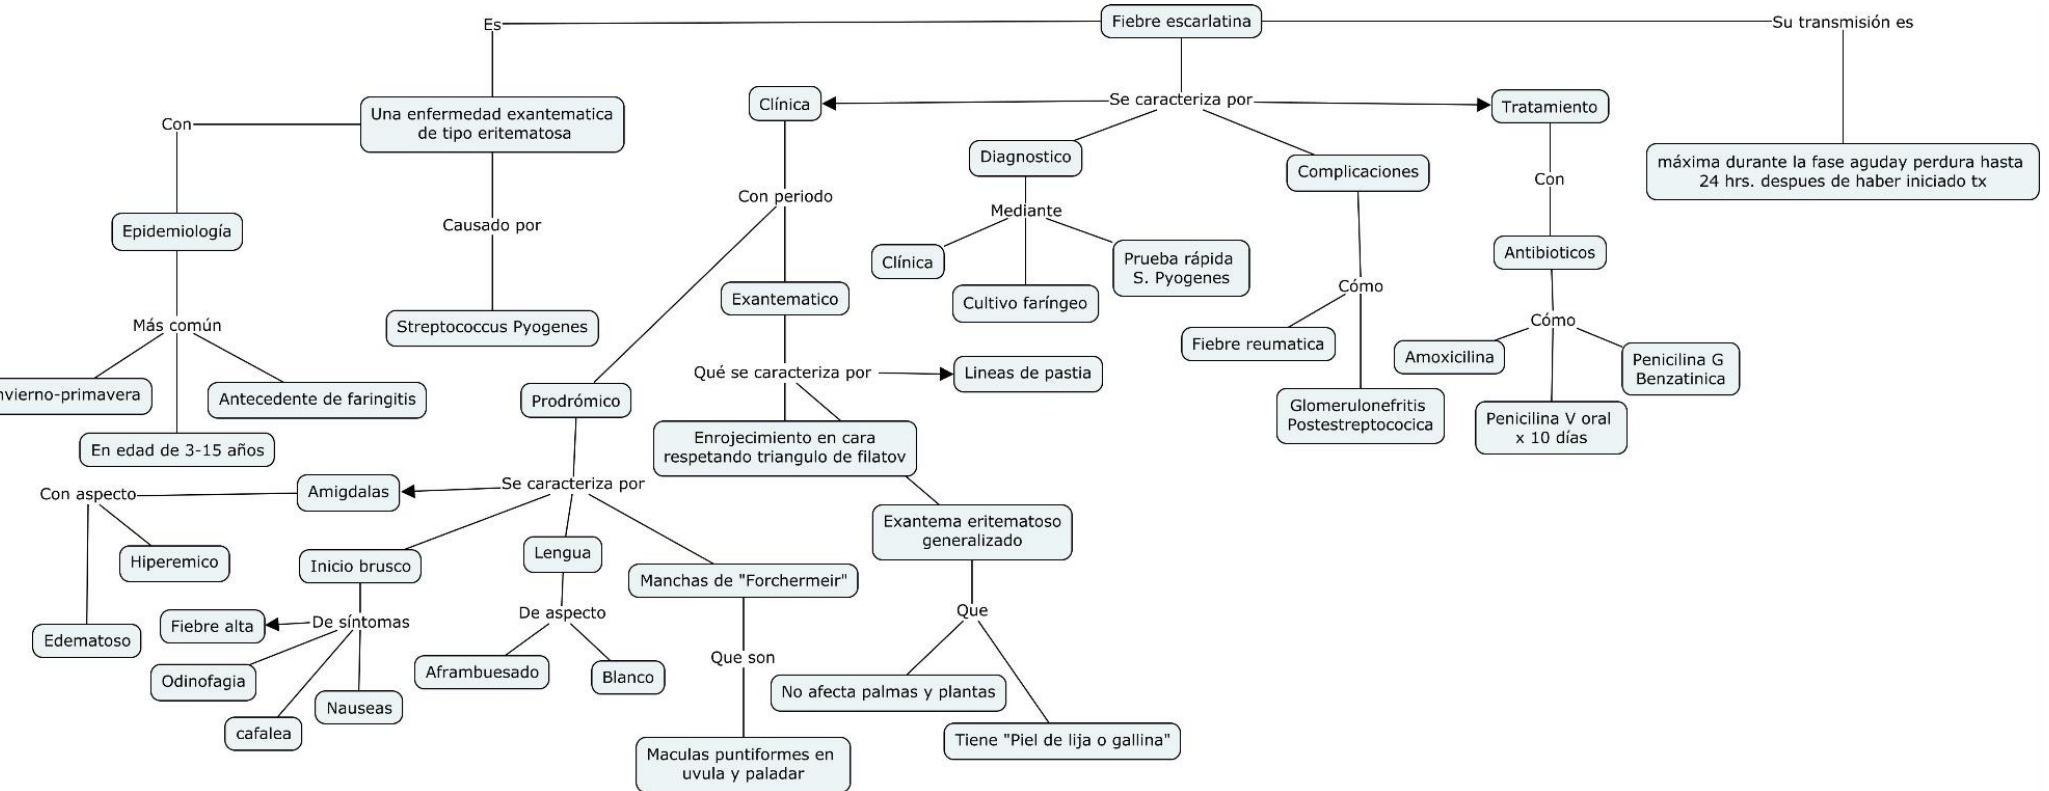 Fiebre escarlatina
Es
Su transmisión es
Una enfermedad exantematica
de tipo eritematosa
Con
Clínica
Se caracteriza por
Tratamiento
máxima durante la fase aguday perdura hasta
24 hrs. despues de haber iniciado tx
Diagnostico
Complicaciones
Con
Con periodo
Mediante
Epidemiología
Causado por
Clínica
Prueba rápida
S. Pyogenes
Antibioticos
Exantematico
Cultivo faríngeo
Cómo
Más común
Streptococcus Pyogenes
Fiebre reumatica
Cómo
Amoxicilina
Penicilina G
Benzatinica
Qué se caracteriza por
Lineas de pastia
nvierno-primavera
Antecedente de faringitis
Prodrómico
Glomerulonefritis
Postestreptococica
Penicilina V oral
x 10 días
En edad de 3-15 años
Enrojecimiento en cara
respetando triangulo de filatov
Con aspecto
Amigdalas
Se caracteriza por
Exantema eritematoso
generalizado
Hiperemico
Inicio brusco
Lengua
Manchas de "Forchermeir"
Edematoso
Fiebre alta
De síntomas
De aspecto
Que
Odinofagia
Aframbuesado
Blanco
Que son
No afecta palmas y plantas
Nauseas
cafalea
Tiene "Piel de lija o gallina"
Maculas puntiformes en
uvula y paladar